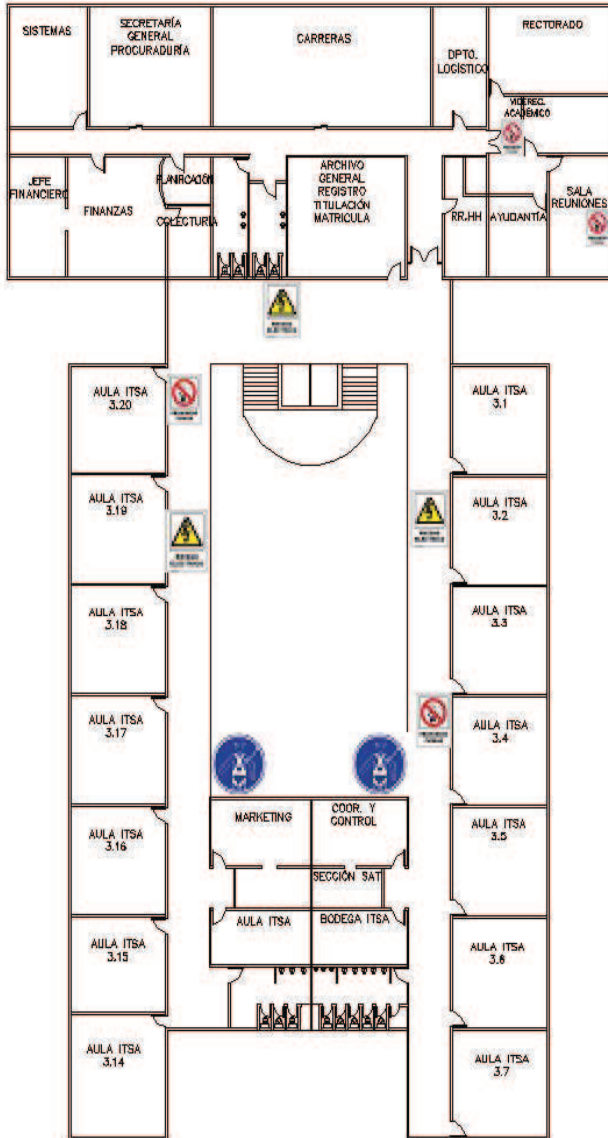 SISTEMAS
SECRETARÍA
GENERAL
PROCURADURÍA
CARRERAS
DPTO.
LOGÍSTICO
RECTORADO
VICEREC.
ACADÉMICO
JEFE
FINANCIERO
FINANZAS
PLANIFICACIÓN
COLECTURIA
ARCHIVO
GENERAL
REGISTRO
TITULACIÓN
MATRICULA
RR.HH
AYUDANTÍA
SALA
REUNIONES
AULA ITSA
3.20
AULA ITSA
3.1
AULA ITSA
3.19
AULA ITSA
3.2
AULA ITSA
3.18
AULA ITSA
3.3
AULA ITSA
3.17
AULA ITSA
3.4
MARKETING
COOR. Y
CONTROL
AULA ITSA
3.16
AULA ITSA
3.5
SECCIÓN SAT
AULA ITSA
BODEGA ITSA
AULA ITSA
3.15
AULA ITSA
3.6
AULA ITSA
3.14
AULA ITSA
3.7